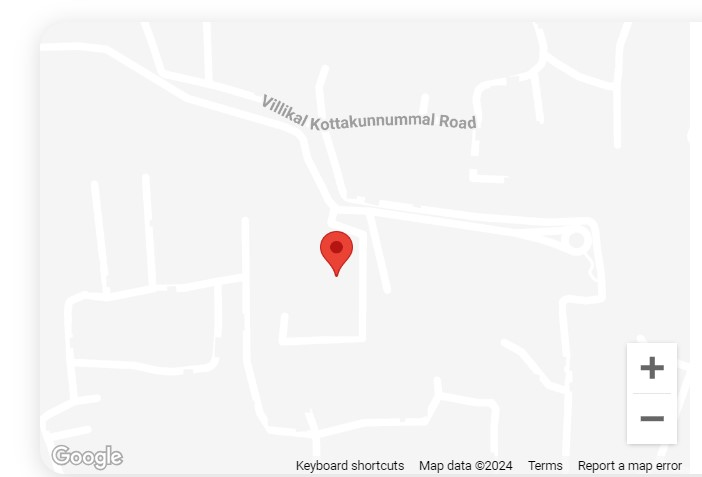 Villikal Kottakunnummal Road
Google
Keyboard shortcuts Map data ©2024 Terms Report a map error